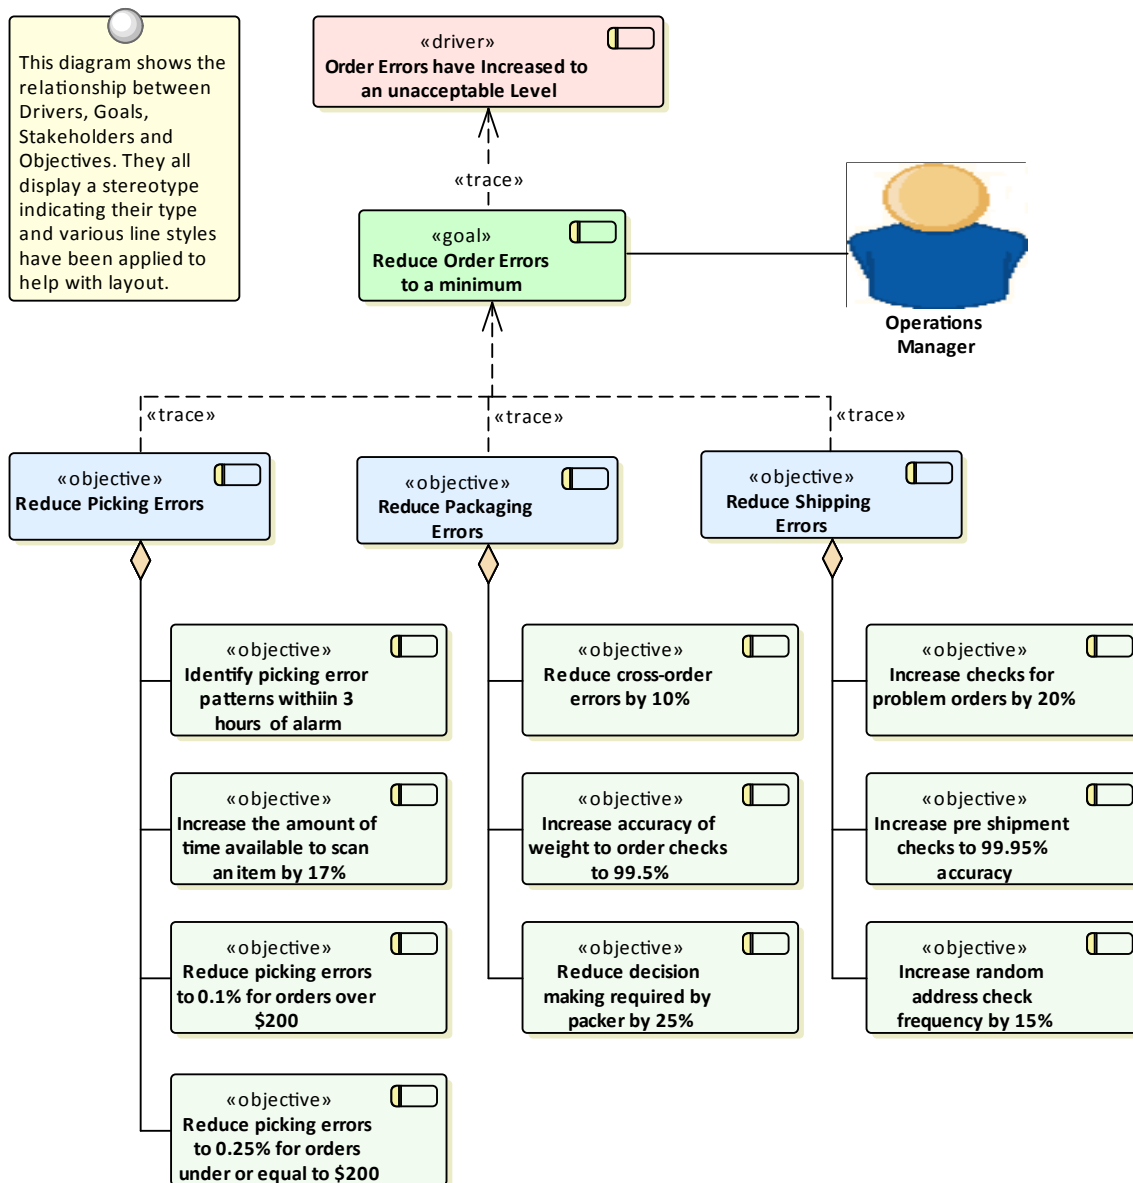 This diagram shows the
relationship between
Drivers, Goals,
Stakeholders and
Objectives. They all
display a stereotype
indicating their type
and various line styles
have been applied to
help with layout.
«driver»
Order Errors have Increased to
an unacceptable Level
«trace»
«goal»
Reduce Order Errors
to a minimum
Operations
Manager
«trace»
«trace»
«trace»
«objective»
Reduce Picking Errors
«objective»
Reduce Packaging
Errors
«objective»
Reduce Shipping
Errors
«objective»
Identify picking error
patterns withiin 3
hours of alarm
«objective»
Increase the amount of
time available to scan
an item by 17%
«objective»
Reduce picking errors
to 0.1% for orders over
$200
«objective»
Reduce picking errors
to 0.25% for orders
under or equal to $200
«objective»
Reduce cross-order
errors by 10%
«objective»
Increase accuracy of
weight to order checks
to 99.5%
«objective»
Reduce decision
making required by
packer by 25%
«objective»
Increase checks for
problem orders by 20%
«objective»
Increase pre shipment
checks to 99.95%
accuracy
«objective»
Increase random
address check
frequency by 15%